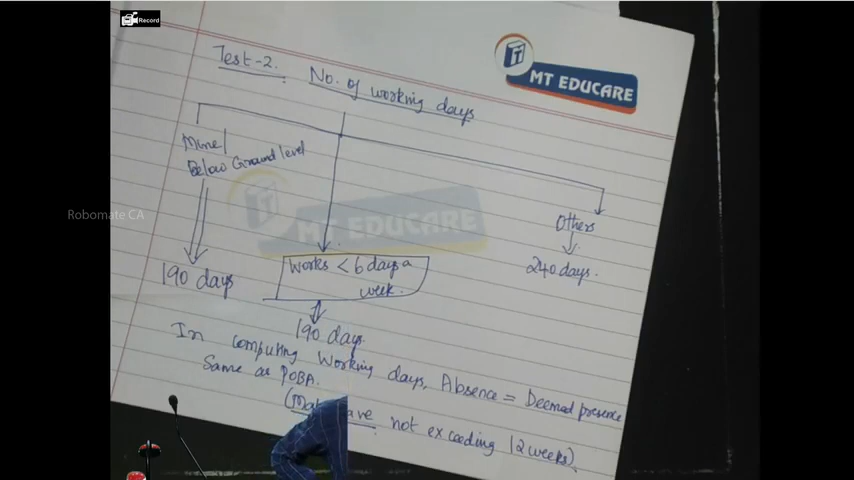 Record
MT EDUCARE
Test-2.
No. of working days
Mine/
Below Ground level
Others
Robomate CA
MT EDUCARE
190 days
Works < 6 days a
week.
240 days.
190 days.
In computing Working days, Absence = Deemed presence
Same as POBA.
not exceeding 12 weeks)